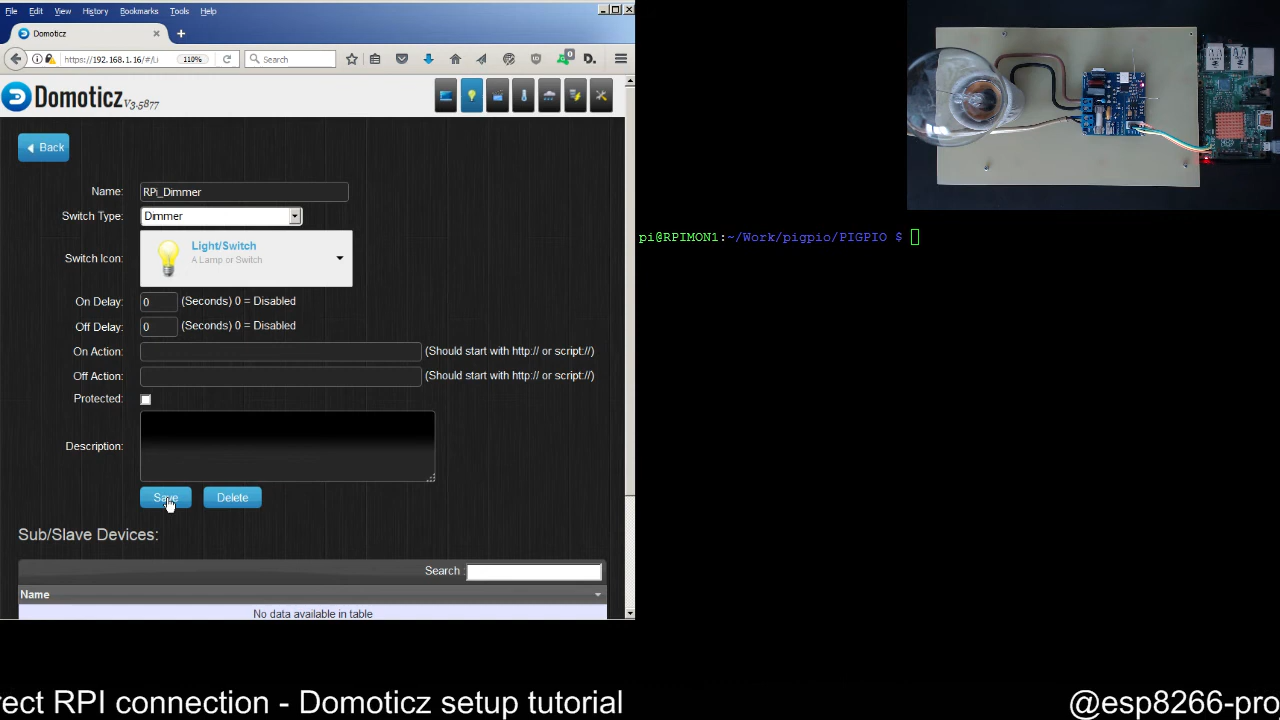 File Edit View History Bookmarks Tools Help
Domoticz
https://192.168.1.16/#/Li 110% Search 0 D.
Domoticz V3.5877
Back
Name: RPi_Dimmer
Switch Type: Dimmer
Switch Icon: Light/Switch
A Lamp or Switch
On Delay: 0 (Seconds) 0 = Disabled
Off Delay: 0 (Seconds) 0 = Disabled
On Action: (Should start with http:// or script://)
Off Action: (Should start with http:// or script://)
Protected:
Description:
Save Delete
Sub/Slave Devices:
Search
Name
No data available in table
pi@RPIMON1:~/Work/pigpio/PIGPIO $
rect RPI connection - Domoticz setup tutorial
@esp8266-pro